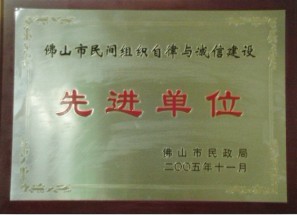 佛山市民间组织自律与诚信建设
先进单位
佛山市民政局
二〇〇五年十一月